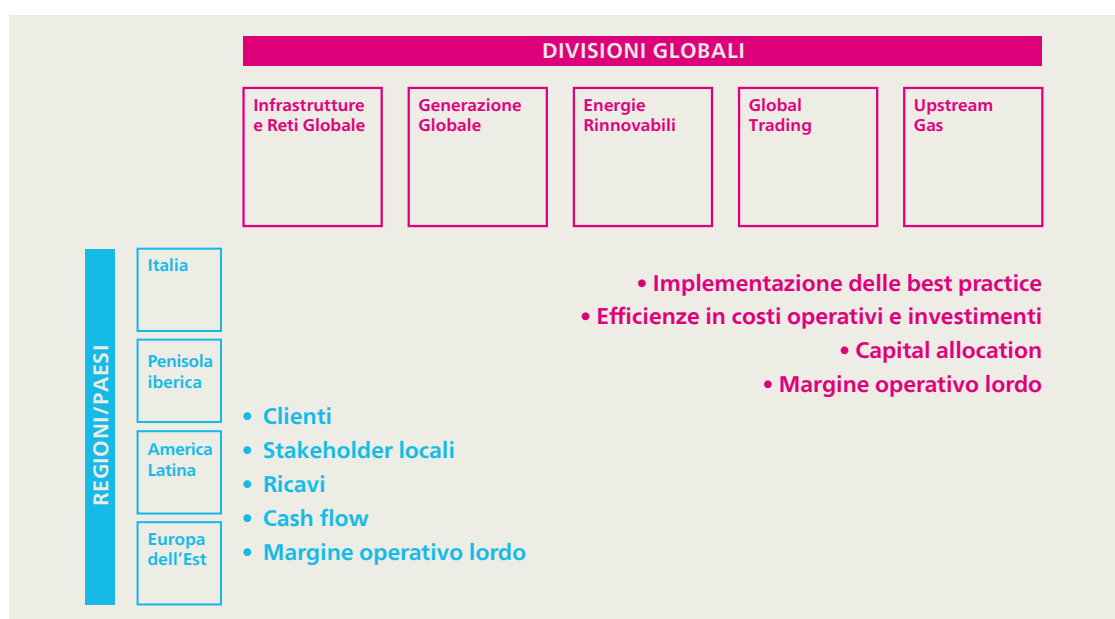 DIVISIONI GLOBALI
Infrastrutture
e Reti Globale
Generazione
Globale
Energie
Rinnovabili
Global
Trading
Upstream
Gas
REGIONI/PAESI
Italia
Penisola
iberica
America
Latina
Europa
dell’Est
• Implementazione delle best practice
• Efficienze in costi operativi e investimenti
• Capital allocation
• Margine operativo lordo
• Clienti
• Stakeholder locali
• Ricavi
• Cash flow
• Margine operativo lordo